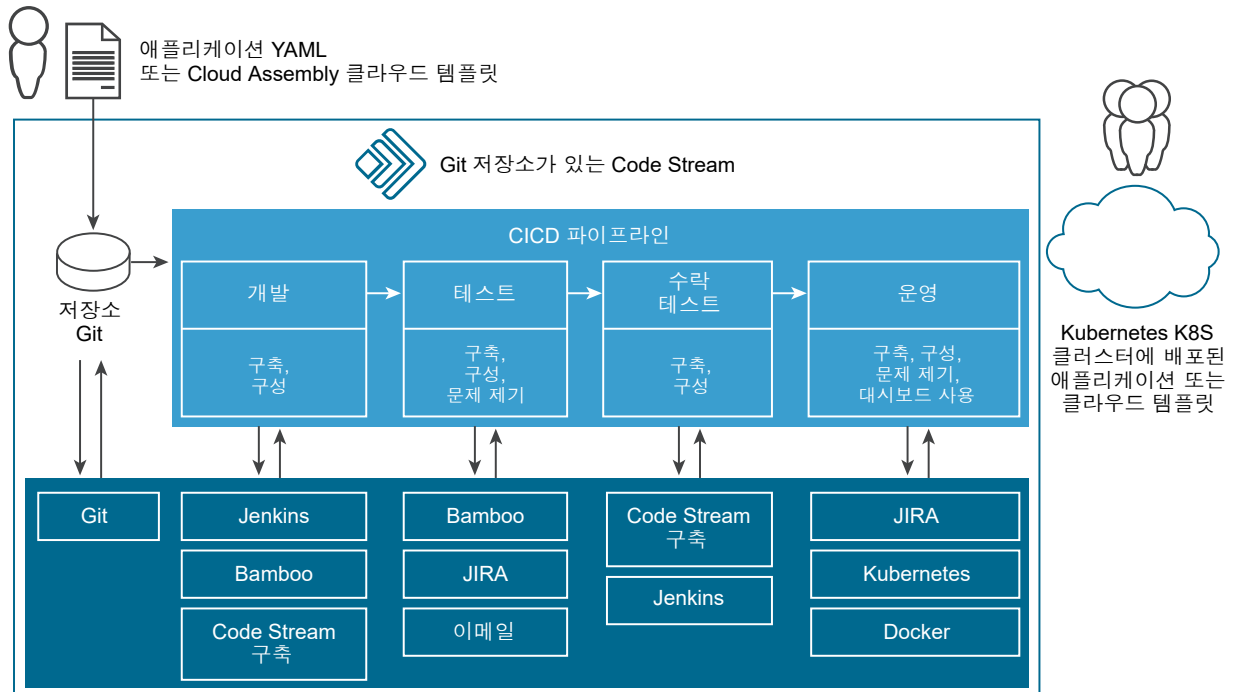 애플리케이션 YAML
또는 Cloud Assembly 클라우드 템플릿
Git 저장소가 있는 Code Stream
CICD 파이프라인
저장소
Git
개발
구축,
구성
테스트
구축,
구성,
문제 제기
수락
테스트
구축,
구성
운영
구축, 구성,
문제 제기,
대시보드 사용
Kubernetes K8S
클러스터에 배포된
애플리케이션 또는
클라우드 템플릿
Git
Jenkins
Bamboo
Code Stream
구축
Bamboo
JIRA
이메일
Code Stream
구축
Jenkins
JIRA
Kubernetes
Docker